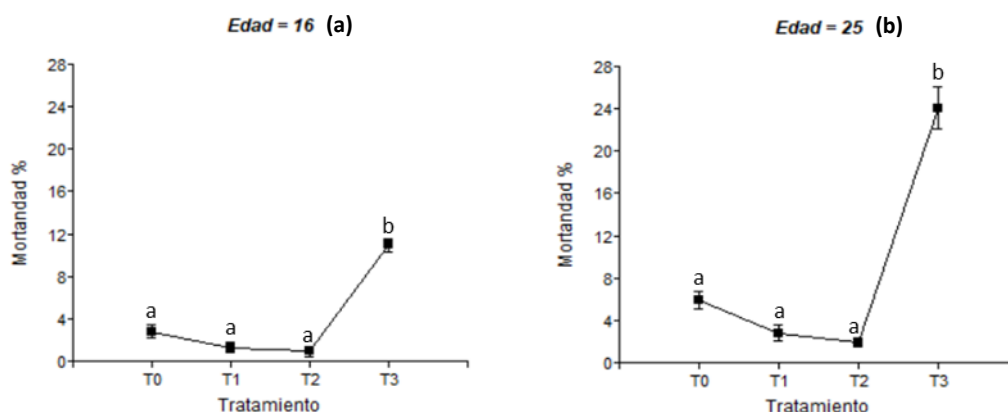 Edad = 16 (a)
28
24
20
16
12
8
4
0
Mortandad %
a
a
a
b
T0 T1 T2 T3
Tratamiento
Edad = 25 (b)
28
24
20
16
12
8
4
0
Mortandad %
a
a
a
b
T0 T1 T2 T3
Tratamiento